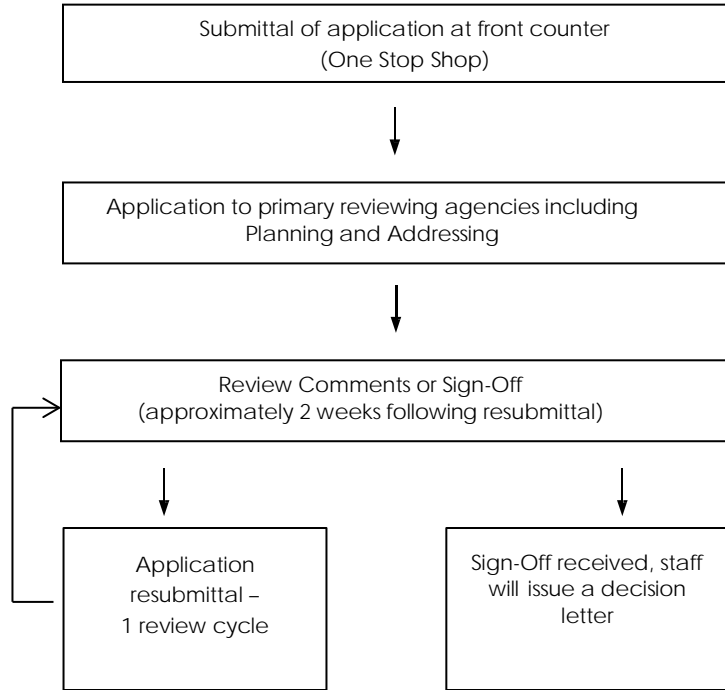 Submittal of application at front counter
(One Stop Shop)
Application to primary reviewing agencies including
Planning and Addressing
Review Comments or Sign-Off
(approximately 2 weeks following resubmittal)
Application
resubmittal –
1 review cycle
Sign-Off received, staff
will issue a decision
letter